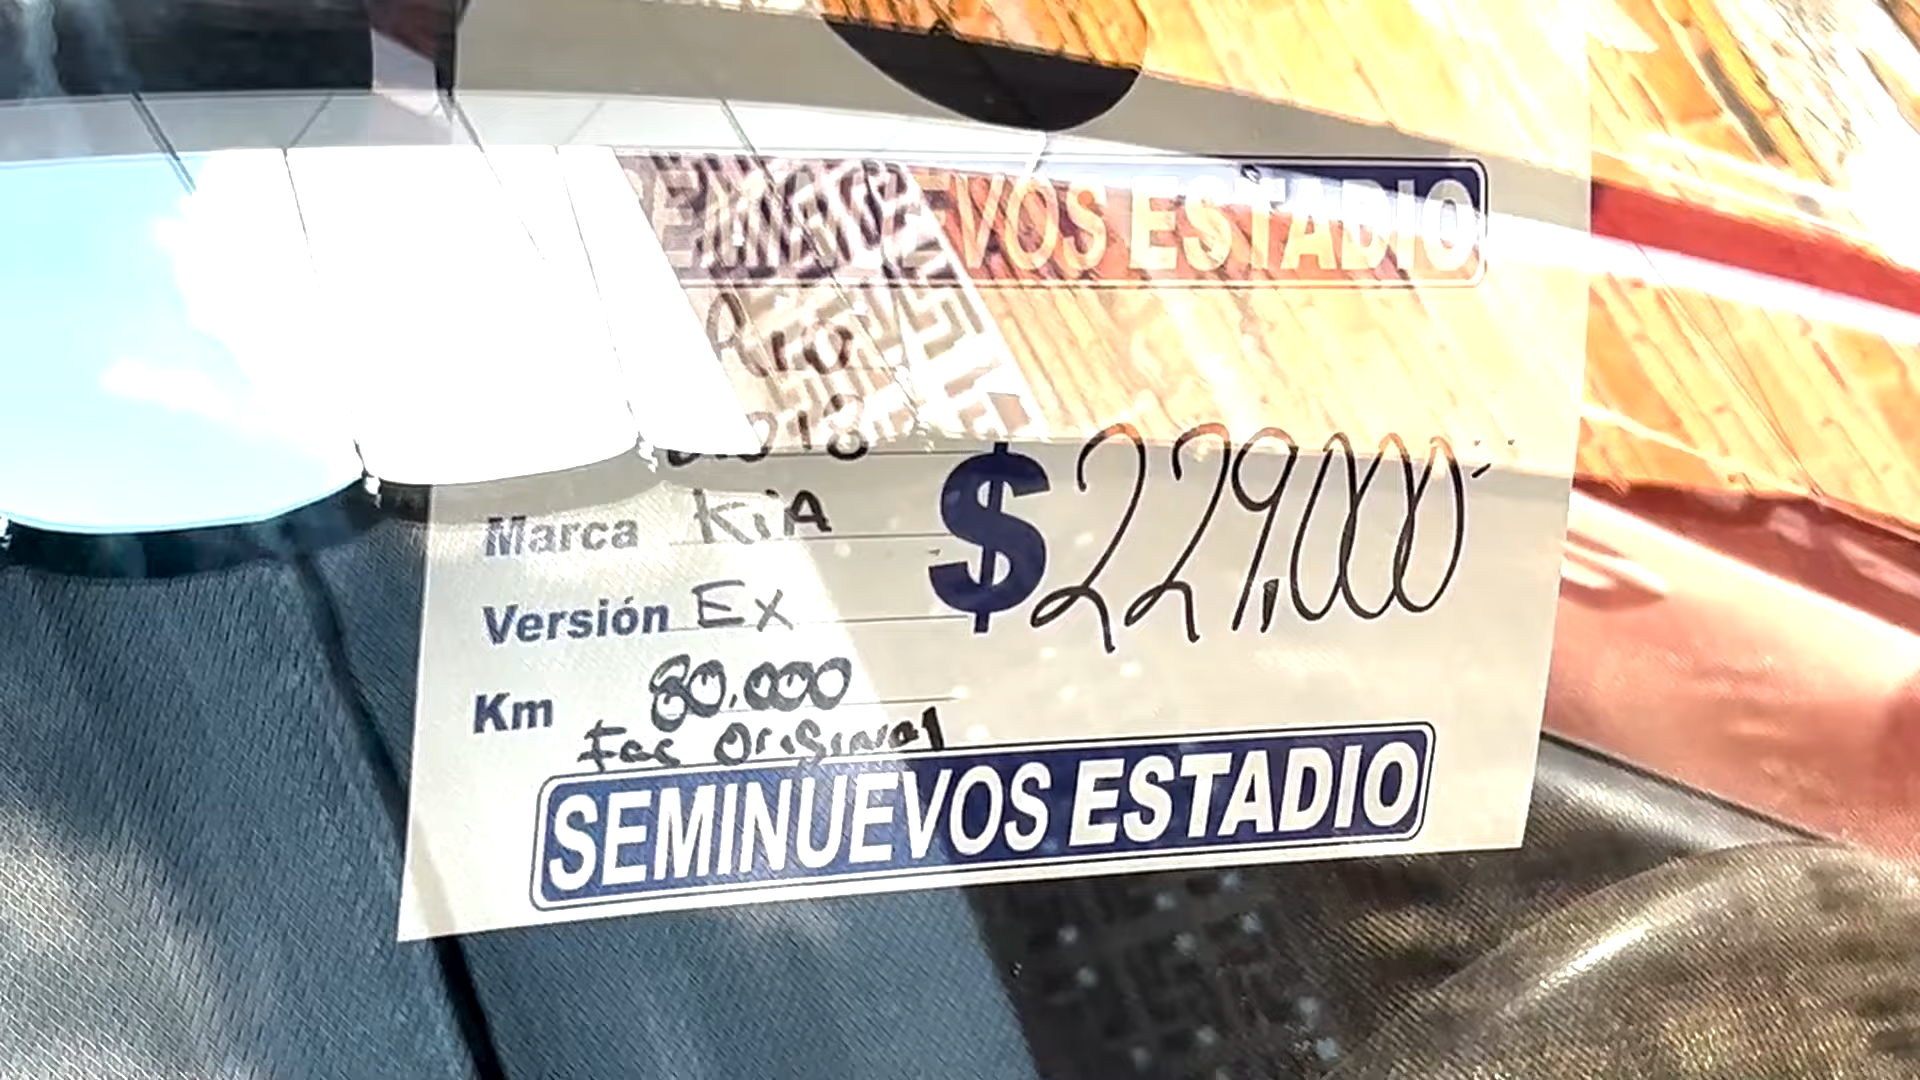 SEMINUEVOS ESTADIO
Rio
2018
Marca KIA
Versión EX
Km 80.000
Fac Original
$229,000
SEMINUEVOS ESTADIO